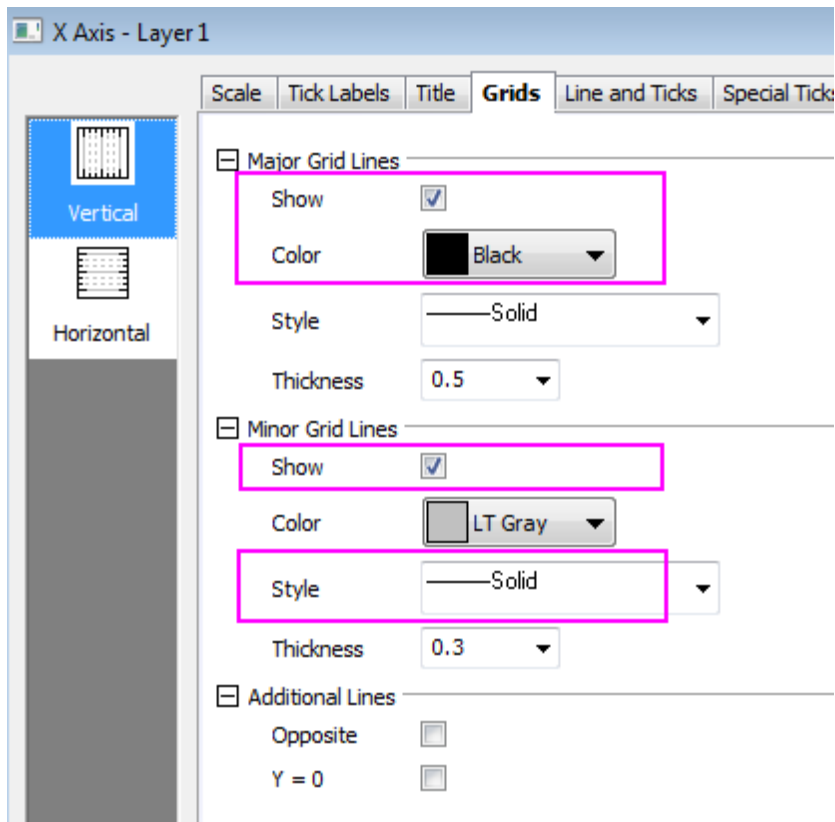 X Axis - Layer 1
Scale Tick Labels Title Grids Line and Ticks Special Ticks
Vertical
Horizontal
Major Grid Lines
Show
Color Black
Style Solid
Thickness 0.5
Minor Grid Lines
Show
Color LT Gray
Style Solid
Thickness 0.3
Additional Lines
Opposite
Y = 0